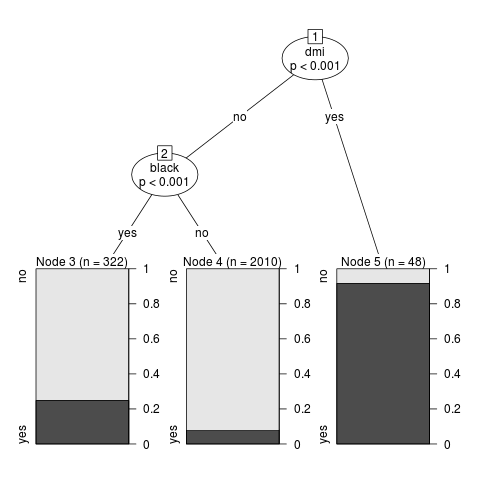 1
dmi
p < 0.001
no
yes
2
black
p < 0.001
yes
no
Node 3 (n = 322)
no
yes
1
0.8
0.6
0.4
0.2
0
Node 4 (n = 2010)
no
yes
1
0.8
0.6
0.4
0.2
0
Node 5 (n = 48)
no
yes
1
0.8
0.6
0.4
0.2
0